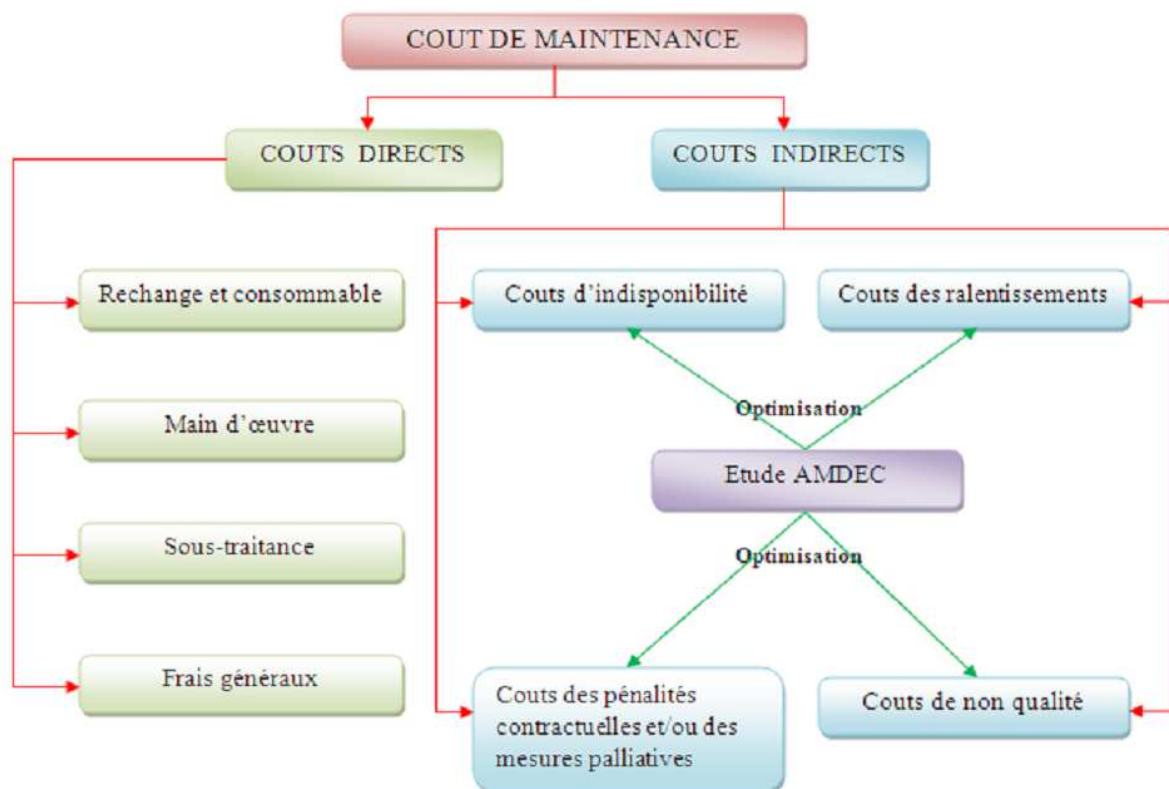 COUT DE MAINTENANCE
COUTS DIRECTS
COUTS INDIRECTS
Rechange et consommable
Couts d’indisponibilité
Couts des ralentissements
Main d’œuvre
Optimisation
Etude AMDEC
Sous-traitance
Optimisation
Frais généraux
Couts des pénalités
contractuelles et/ou des
mesures palliatives
Couts de non qualité